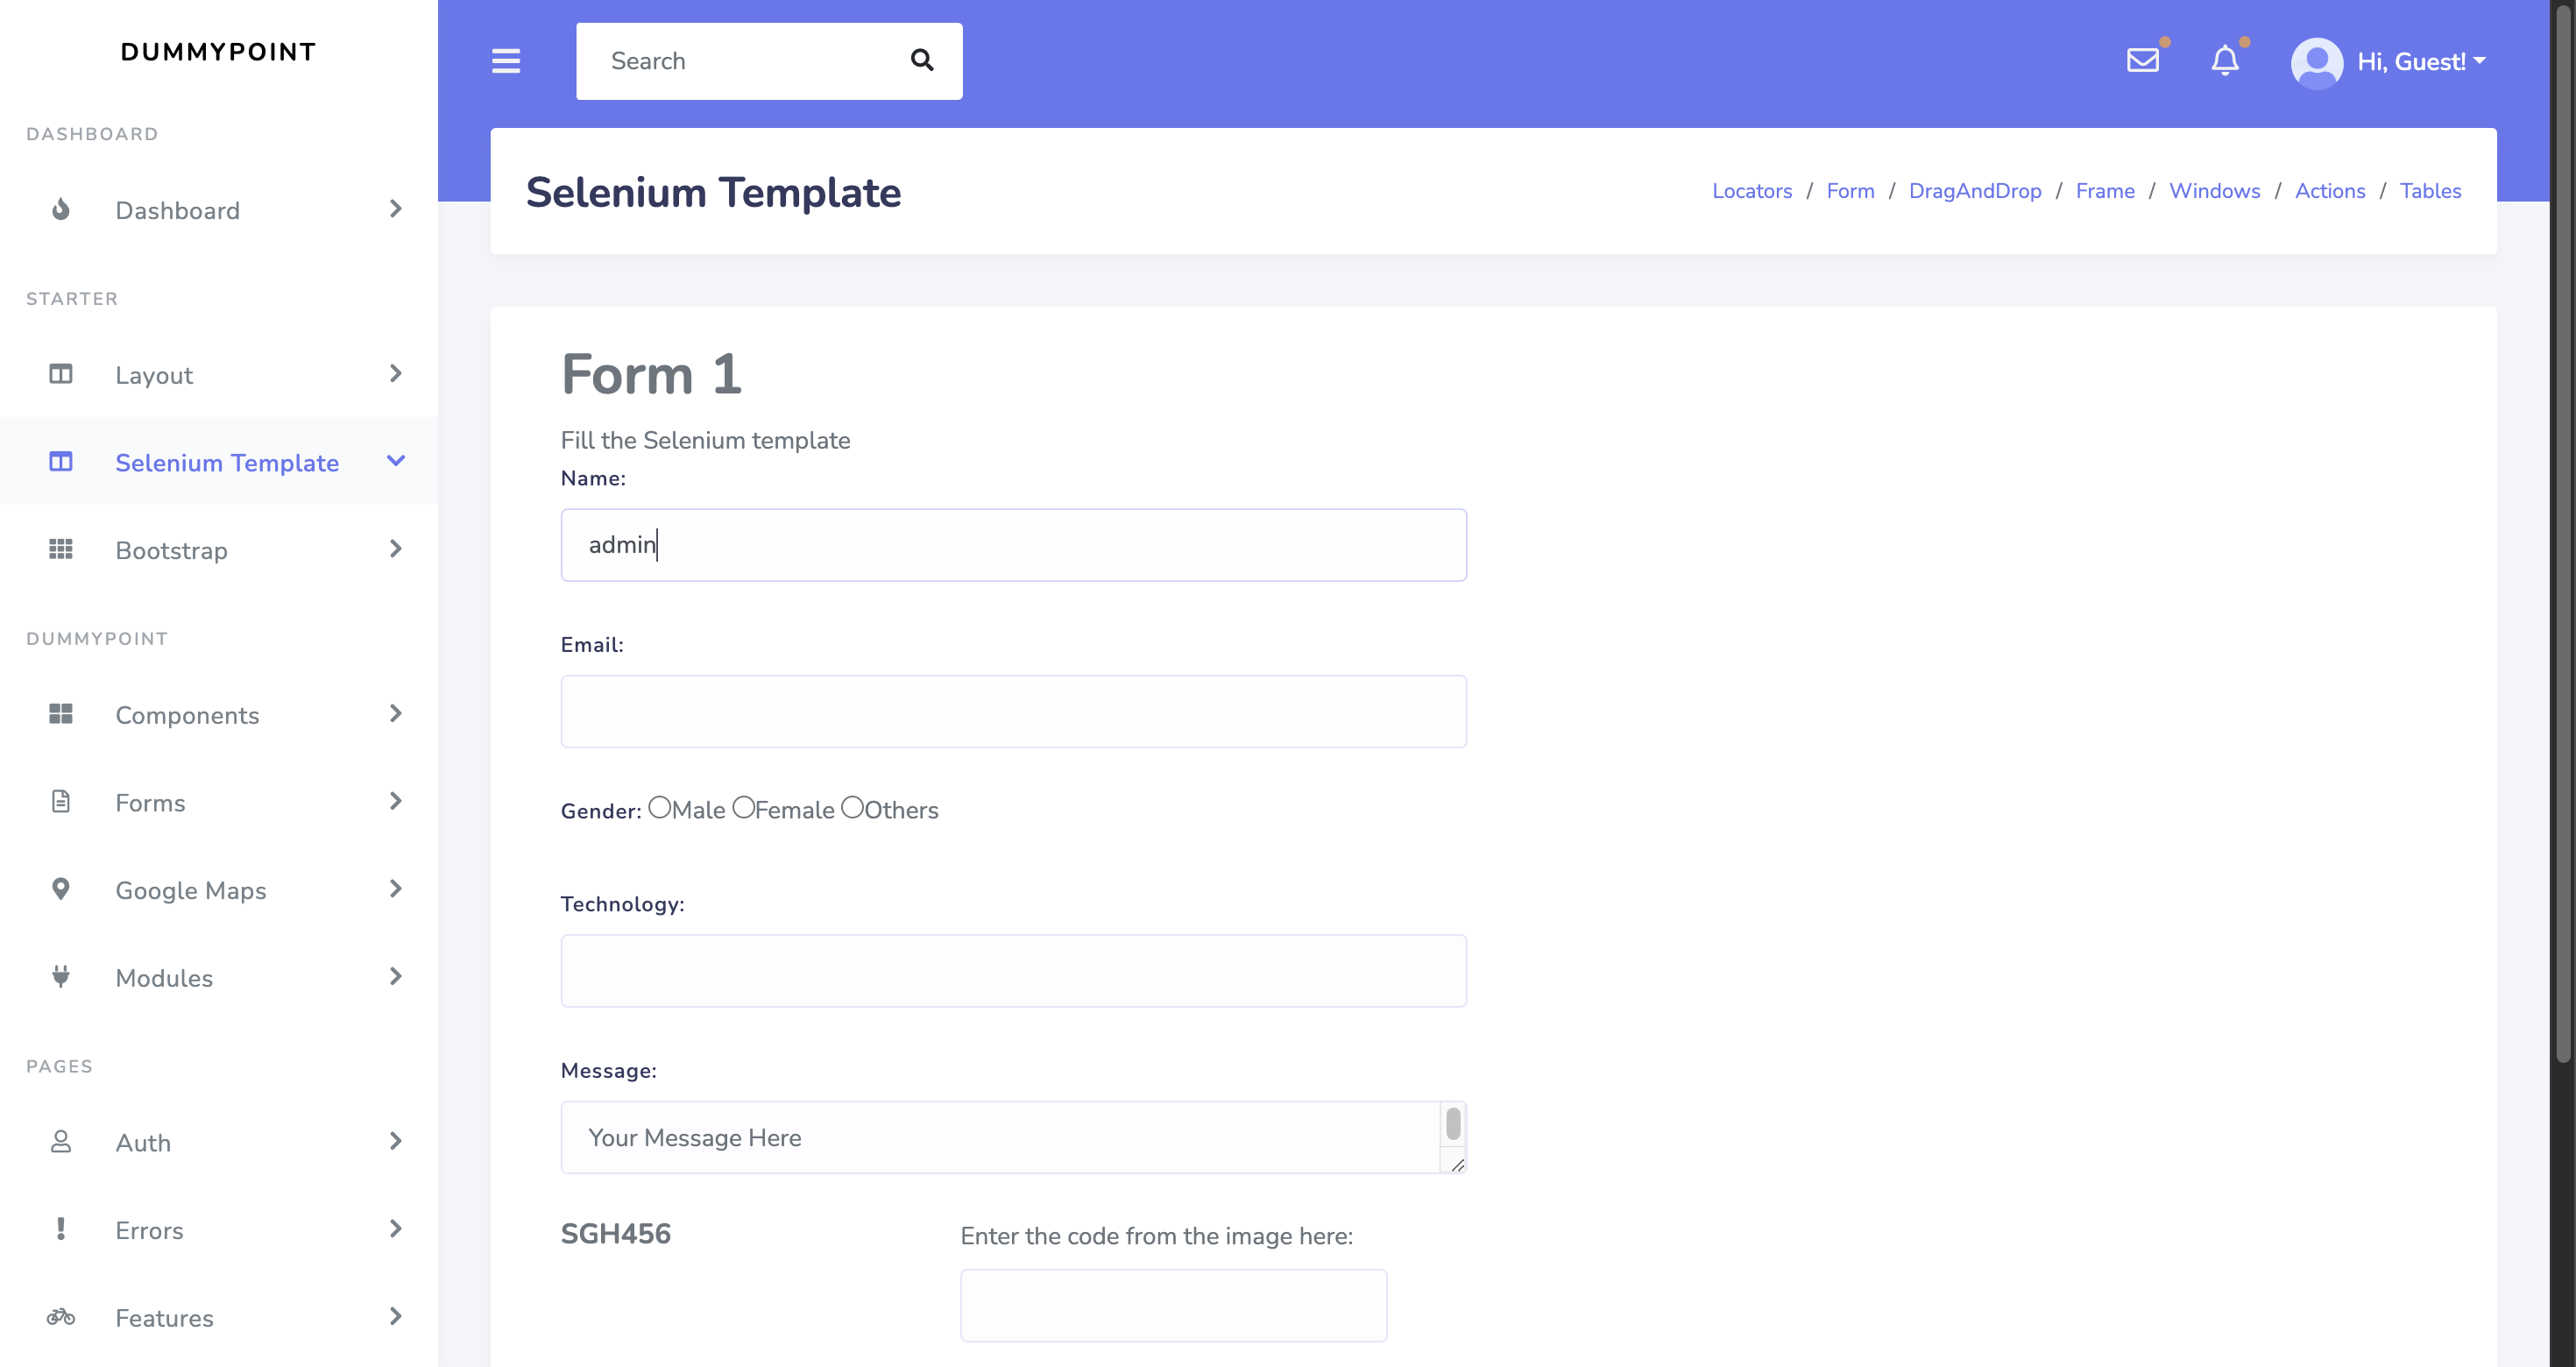 DUMMYPOINT
DASHBOARD
Dashboard
STARTER
Layout
Selenium Template
Bootstrap
DUMMYPOINT
Components
Forms
Google Maps
Modules
PAGES
Auth
Errors
Features
Search
Hi, Guest!
Selenium Template
Locators / Form / DragAndDrop / Frame / Windows / Actions / Tables
Form 1
Fill the Selenium template
Name:
admin
Email:
Gender: Male Female Others
Technology:
Message:
Your Message Here
SGH456
Enter the code from the image here: